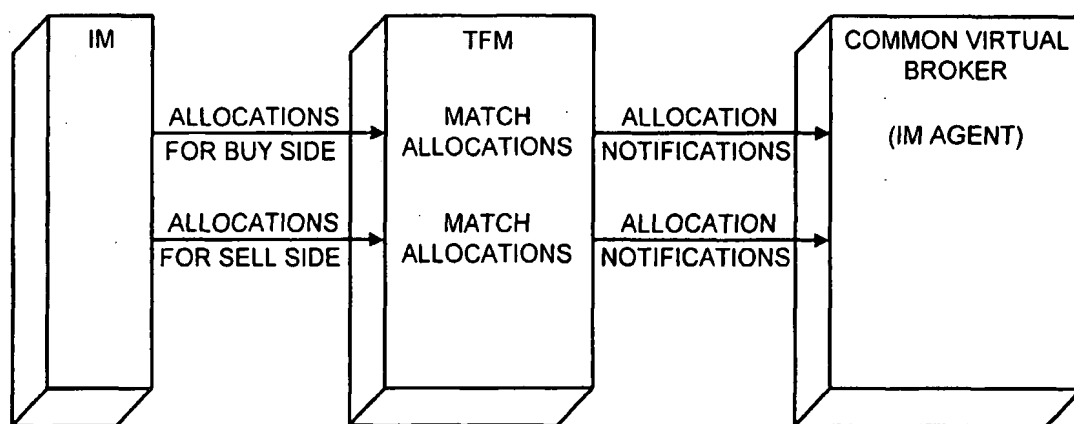 IM
ALLOCATIONS
FOR BUY SIDE
ALLOCATIONS
FOR SELL SIDE
TFM
MATCH
ALLOCATIONS
MATCH
ALLOCATIONS
ALLOCATION
NOTIFICATIONS
ALLOCATION
NOTIFICATIONS
COMMON VIRTUAL
BROKER
(IM AGENT)